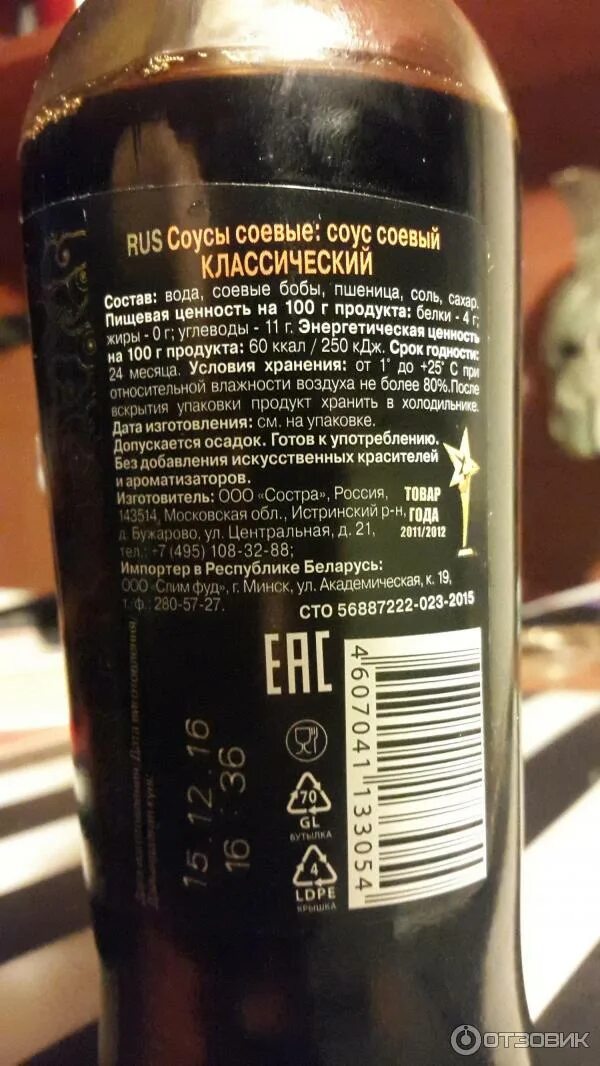 RUS Соусы соевые: соус соевый
КЛАССИЧЕСКИЙ
Состав: вода, соевые бобы, пшеница, соль, сахар.
Пищевая ценность на 100 г продукта: белки - 4 г;
жиры - 0 г; углеводы - 11 г. Энергетическая ценность
на 100 г продукта: 60 ккал / 250 кДж. Срок годности:
24 месяца. Условия хранения: от 1° до +25° С при
относительной влажности воздуха не более 80%.После
вскрытия упаковки продукт хранить в холодильнике.
Дата изготовления: см. на упаковке.
Допускается осадок. Готов к употреблению.
Без добавления искусственных красителей
и ароматизаторов.
Изготовитель: ООО «Состра», Россия,
143514, Московская обл., Истринский р-н,
д. Бужарово, ул. Центральная, д. 21,
тел.: +7 (495) 108-32-88;
ТОВАР
ГОДА
2011/2012
Импортер в Республике Беларусь:
ООО «Слим фуд», г. Минск, ул. Академическая, к. 19,
т./ф.: 280-57-27.
СТО 56887222-023-2015
EAC
4607041133054
15.12.16
16 36
70
GL
БУТЫЛКА
4
LDPE
КРЫШКА
ОТЗОВИК